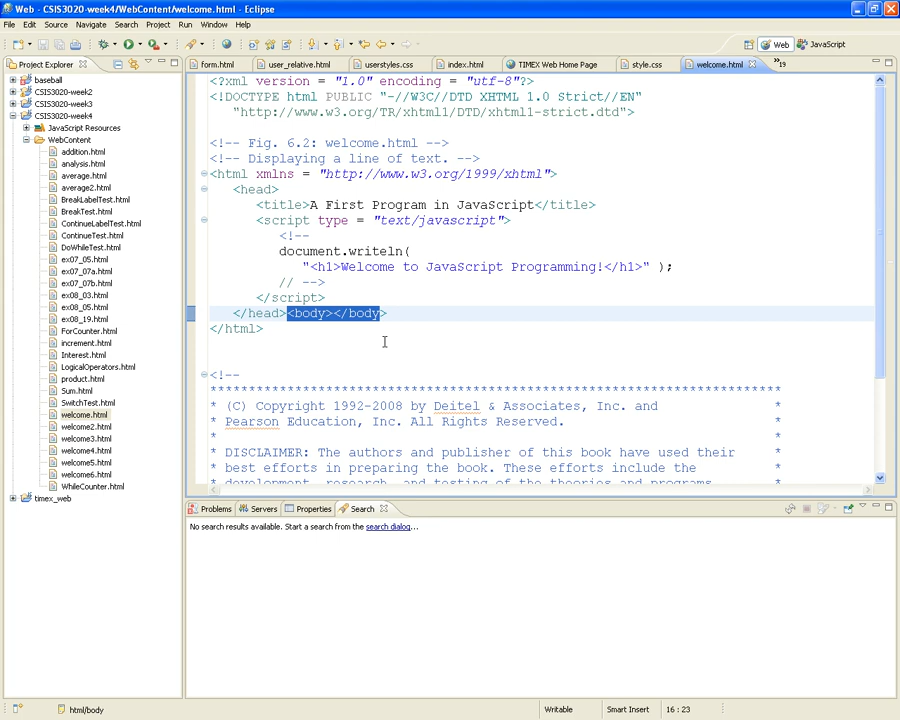 Web - CSIS3020-week4/WebContent/welcome.html - Eclipse
File Edit Source Navigate Search Project Run Window Help
Project Explorer
form.html user_relative.html userstyles.css index.html TIMEX Web Home Page style.css welcome.html »19
Web JavaScript
baseball
CSIS3020-week2
CSIS3020-week3
CSIS3020-week4
JavaScript Resources
WebContent
addition.html
analysis.html
average.html
average2.html
BreakLabelTest.html
BreakTest.html
ContinueLabelTest.html
ContinueTest.html
DoWhileTest.html
ex07_05.html
ex07_07a.html
ex07_07b.html
ex08_03.html
ex08_05.html
ex08_19.html
ForCounter.html
increment.html
Interest.html
LogicalOperators.html
product.html
Sum.html
SwitchTest.html
welcome.html
welcome2.html
welcome3.html
welcome4.html
welcome5.html
welcome6.html
WhileCounter.html
timex_web
<?xml version = "1.0" encoding = "utf-8"?>
<!DOCTYPE html PUBLIC "-//W3C//DTD XHTML 1.0 Strict//EN"
"http://www.w3.org/TR/xhtml1/DTD/xhtml1-strict.dtd">
<!-- Fig. 6.2: welcome.html -->
<!-- Displaying a line of text. -->
<html xmlns = "http://www.w3.org/1999/xhtml">
<head>
<title>A First Program in JavaScript</title>
<script type = "text/javascript">
<!--
document.writeln(
"<h1>Welcome to JavaScript Programming!</h1>" );
// -->
</script>
</head><body></body>
</html>
<!--
**************************************************************************
* (C) Copyright 1992-2008 by Deitel & Associates, Inc. and *
* Pearson Education, Inc. All Rights Reserved. *
* *
* DISCLAIMER: The authors and publisher of this book have used their *
* best efforts in preparing the book. These efforts include the *
* development, research, and testing of the theories and programs *
Problems Servers Properties Search
No search results available. Start a search from the search dialog...
html/body Writable Smart Insert 16 : 23